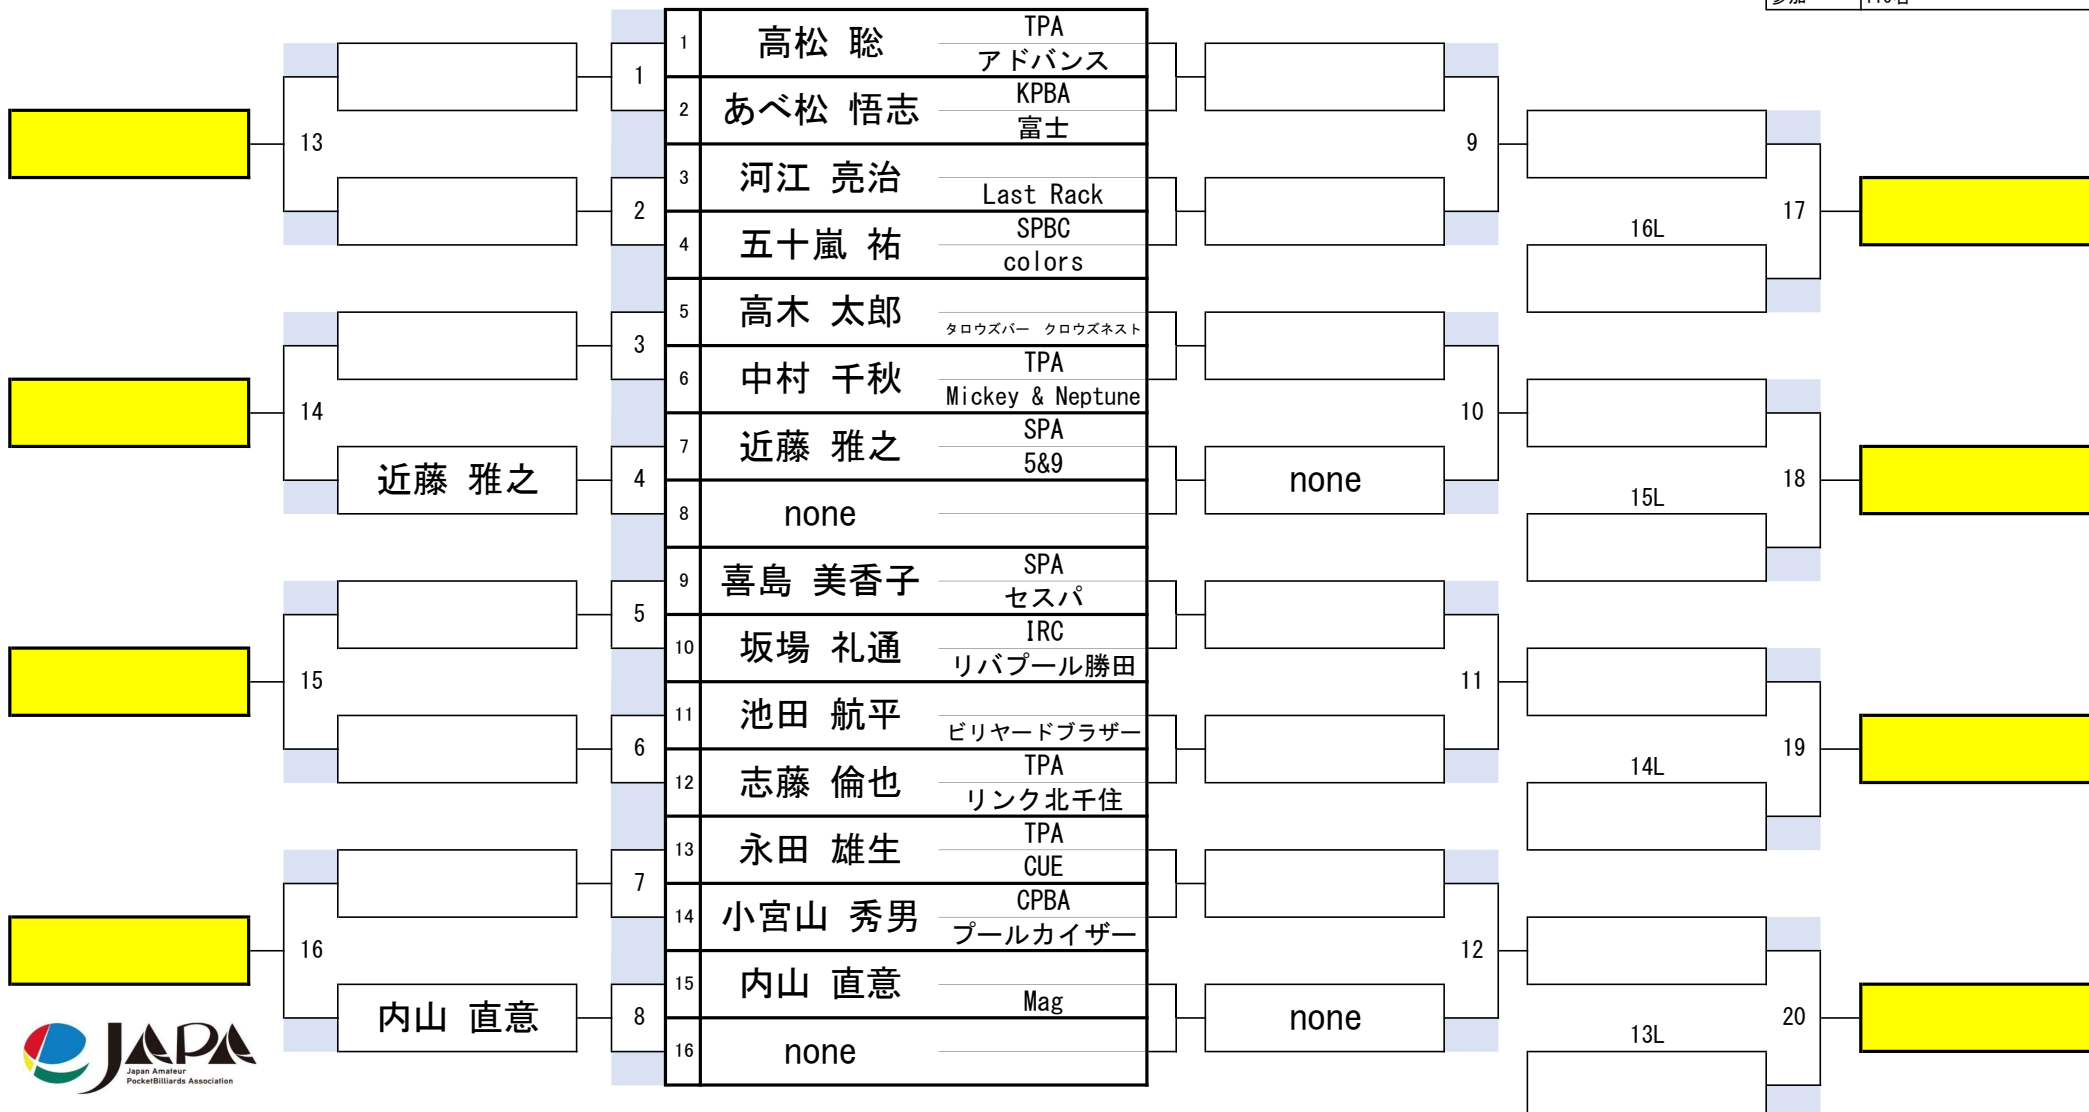 1 高松 聡 TPA
アドバンス
2 あべ松 悟志 KPBA
富士
3 河江 亮治
Last Rack
4 五十嵐 祐 SPBC
colors
5 高木 太郎
タロウズバー クロウズネスト
6 中村 千秋 TPA
Mickey & Neptune
7 近藤 雅之 SPA
5&9
8 none
9 喜島 美香子 SPA
セスパ
10 坂場 礼通 IRC
リバプール勝田
11 池田 航平
ビリヤードブラザー
12 志藤 倫也 TPA
リンク北千住
13 永田 雄生 TPA
CUE
14 小宮山 秀男 CPBA
プールカイザー
15 内山 直意
Mag
16 none
1
2
3
4
5
6
7
8
13
14
近藤 雅之
15
16
内山 直意
9
10
none
11
12
none
16L
17
15L
18
14L
19
13L
20
JAPA
Japan Amateur
PocketBilliards Association